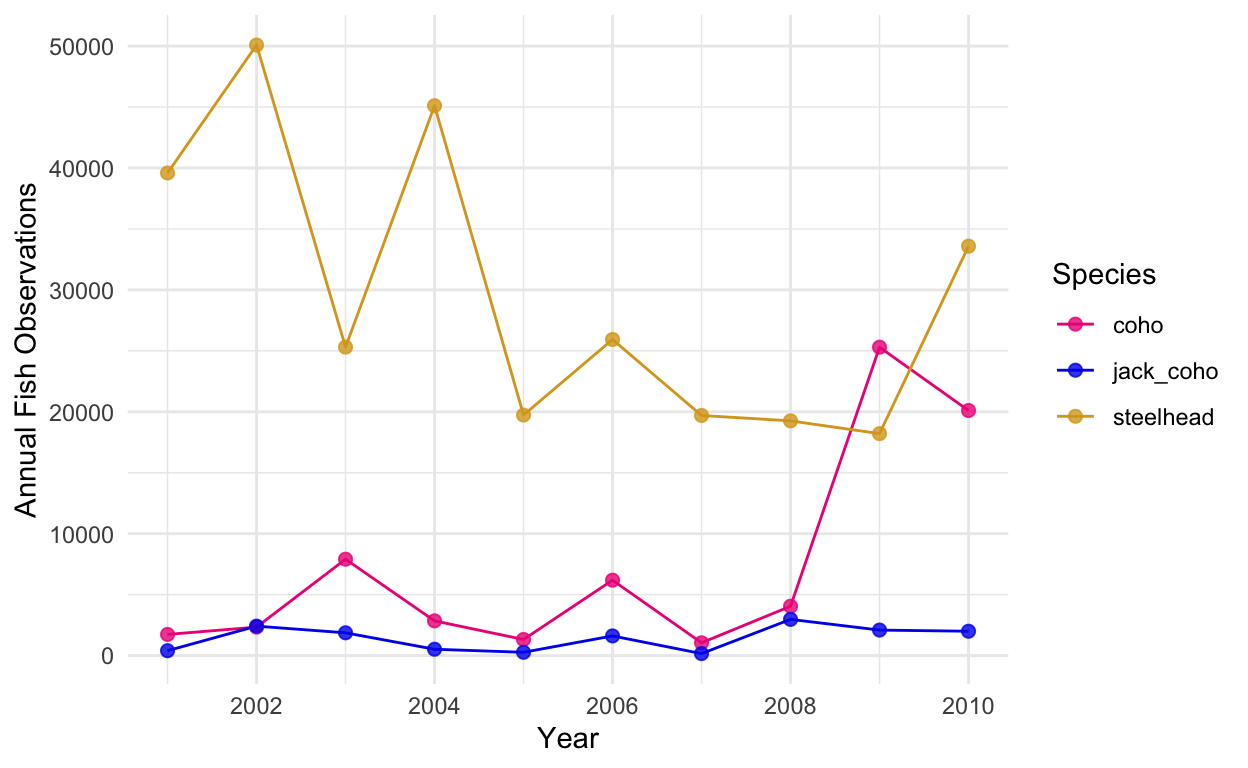 50000
40000
30000
20000
10000
0
Annual Fish Observations
2002 2004 2006 2008 2010
Year
Species
coho
jack_coho
steelhead